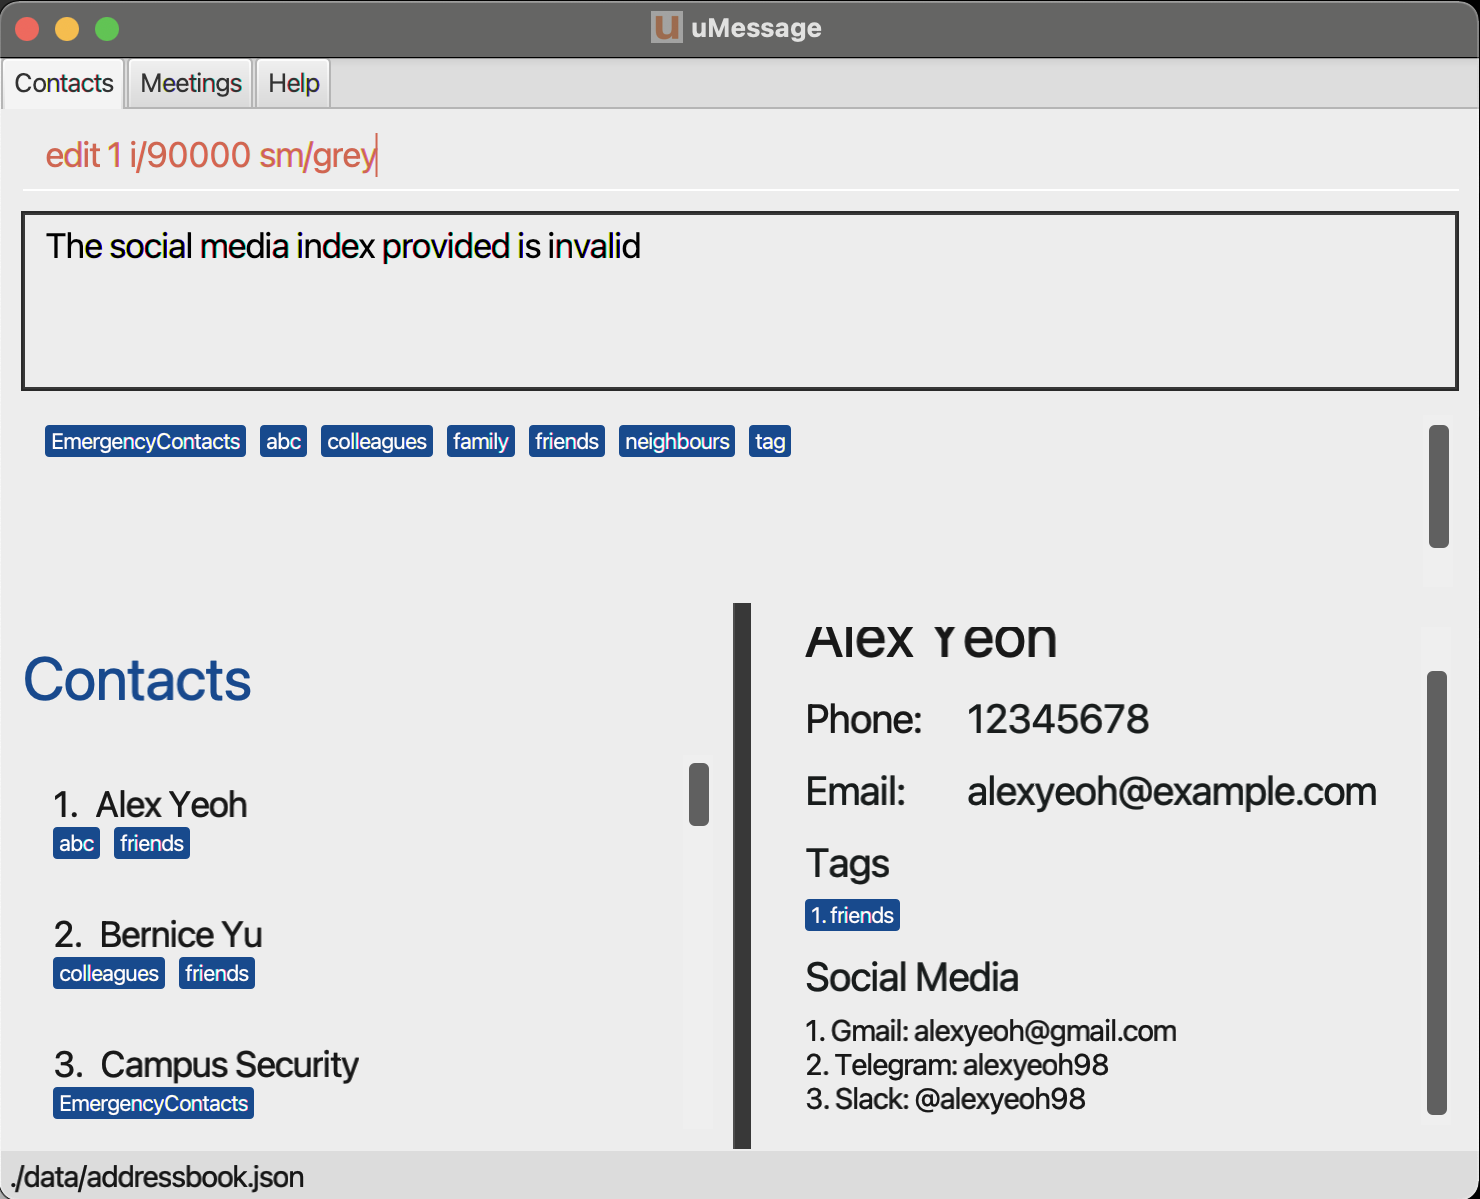 u uMessage
Contacts Meetings Help
edit 1 i/90000 sm/grey
The social media index provided is invalid
EmergencyContacts abc colleagues family friends neighbours tag
Contacts
1. Alex Yeoh
abc friends
2. Bernice Yu
colleagues friends
3. Campus Security
EmergencyContacts
Alex Yeoh
Phone: 12345678
Email: alexyeoh@example.com
Tags
1. friends
Social Media
1. Gmail: alexyeoh@gmail.com
2. Telegram: alexyeoh98
3. Slack: @alexyeoh98
./data/addressbook.json